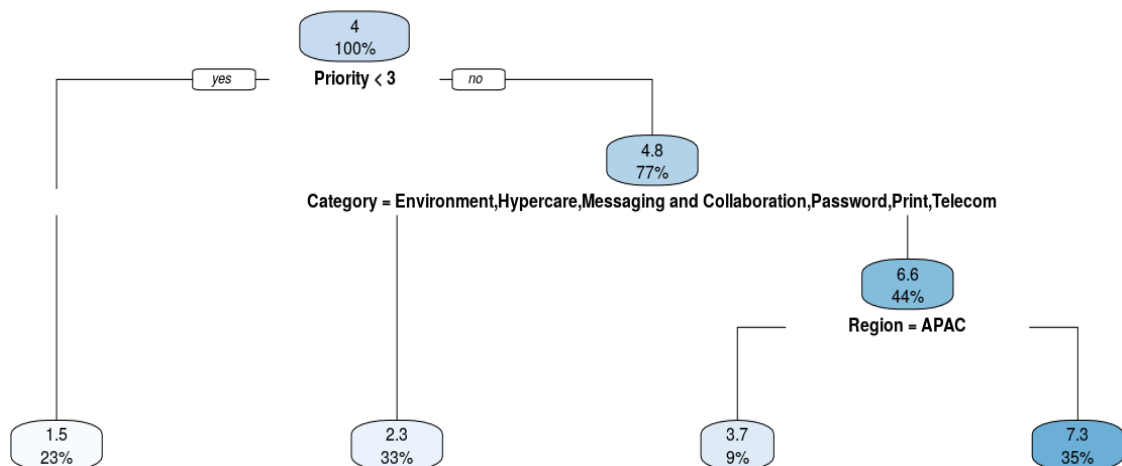 4
100%
yes
Priority < 3
no
4.8
77%
Category = Environment,Hypercare,Messaging and Collaboration,Password,Print,Telecom
6.6
44%
Region = APAC
1.5
23%
2.3
33%
3.7
9%
7.3
35%